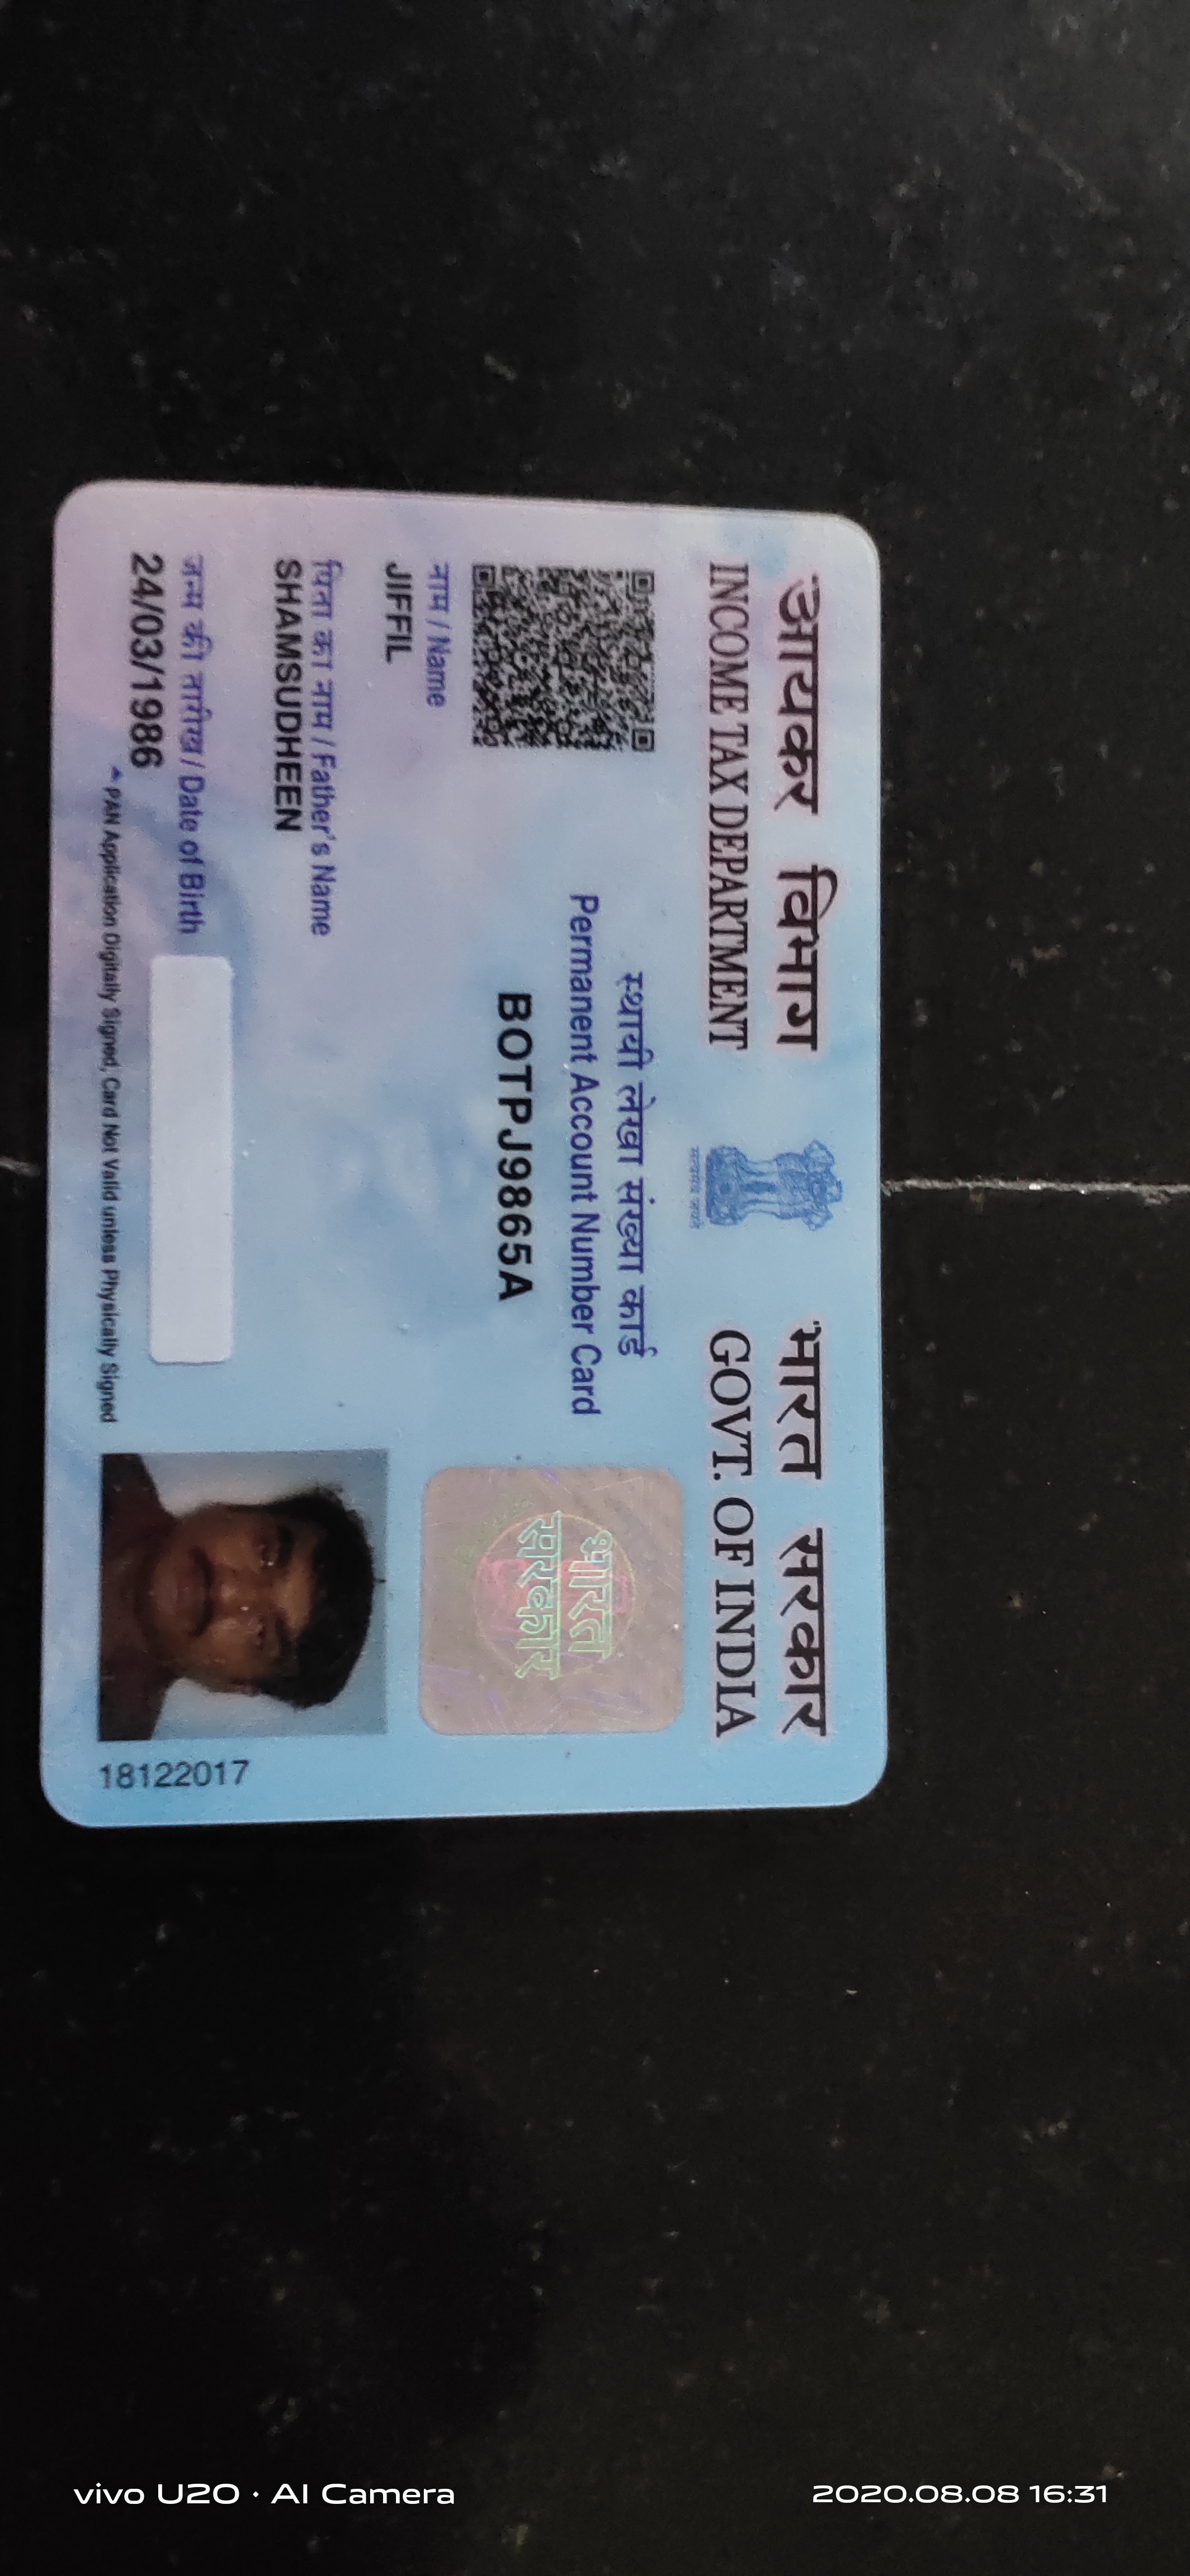 आयकर विभाग
INCOME TAX DEPARTMENT
सत्यमेव जयते
भारत सरकार
GOVT. OF INDIA
स्थायी लेखा संख्या कार्ड
Permanent Account Number Card
BOTPJ9865A
भारत
सरकार
नाम / Name
JIFFIL
पिता का नाम / Father's Name
SHAMSUDHEEN
जन्म की तारीख / Date of Birth
24/03/1986
PAN Application Digitally Signed, Card Not Valid unless Physically Signed
18122017
vivo U20 · AI Camera
2020.08.08 16:31